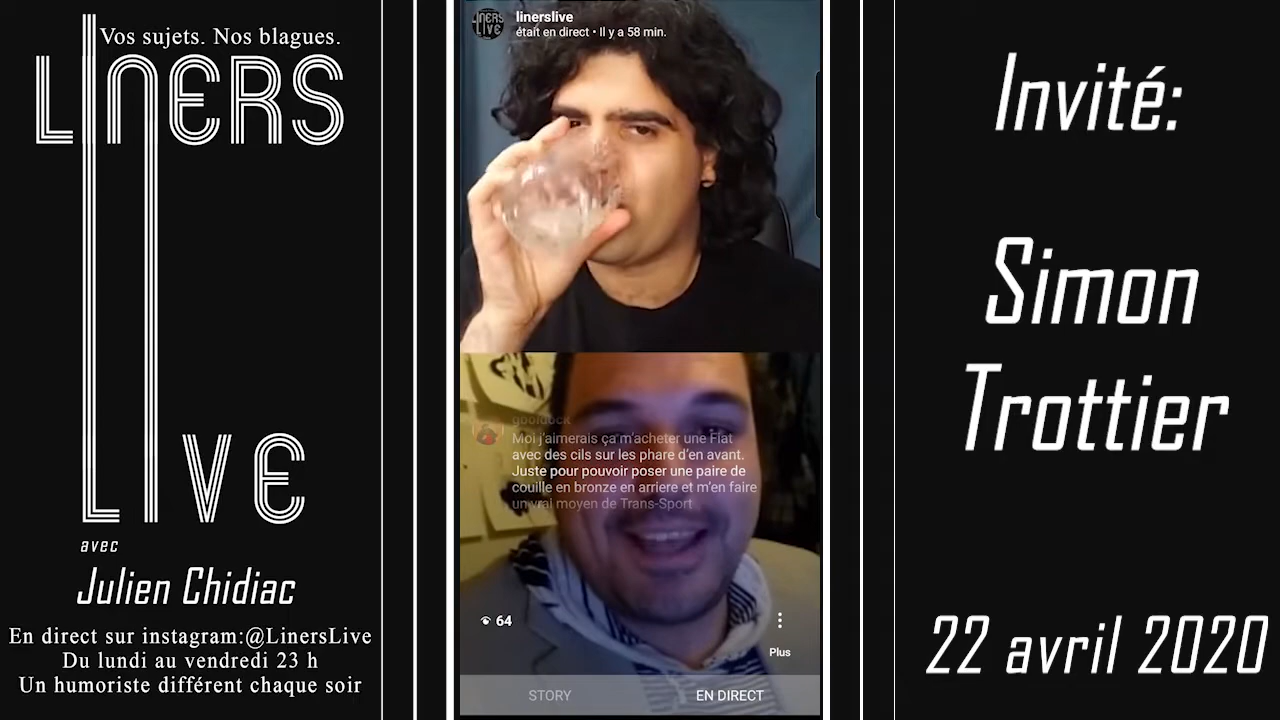 Vos sujets. Nos blagues.
LINERS
LIVE
avec
Julien Chidiac
En direct sur instagram:@LinersLive
Du lundi au vendredi 23 h
Un humoriste différent chaque soir
LINERS
LIVE
linerslive
était en direct • Il y a 58 min.
gooldock
Moi j'aimerais ça m'acheter une Fiat
avec des cils sur les phare d'en avant.
Juste pour pouvoir poser une paire de
couille en bronze en arriere et m'en faire
un vrai moyen de Trans-Sport
64
Plus
STORY
EN DIRECT
Invité:
Simon
Trottier
22 avril 2020